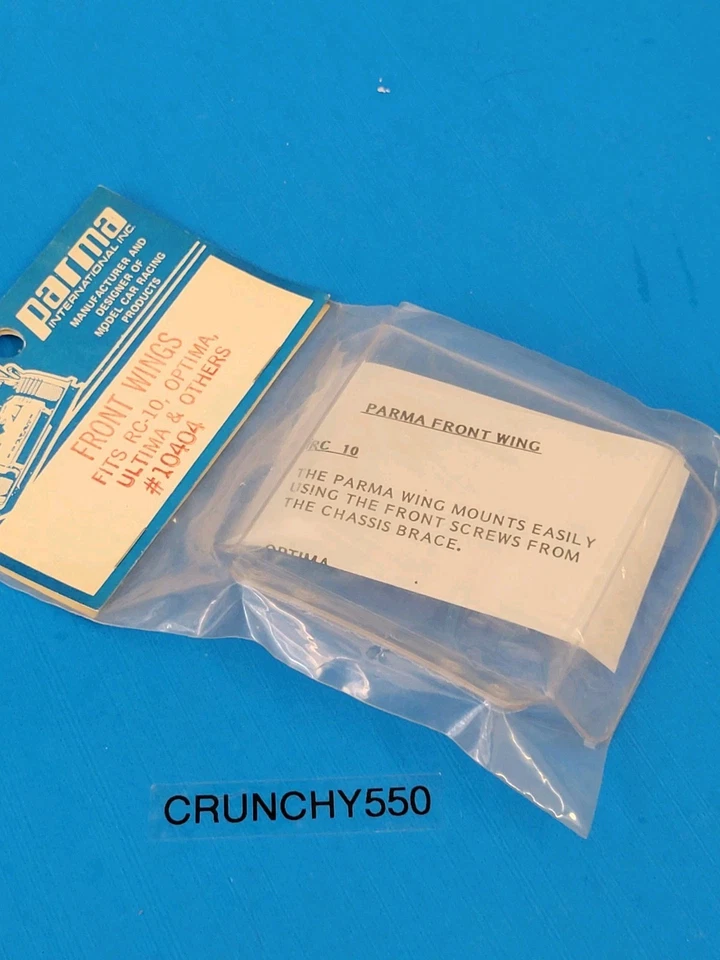 parma
INTERNATIONAL INC.
MANUFACTURER AND
DESIGNER OF
MODEL CAR RACING
PRODUCTS
FRONT WINGS
FITS RC-10, OPTIMA,
ULTIMA & OTHERS
#10404
PARMA FRONT WING
RC 10
THE PARMA WING MOUNTS EASILY
USING THE FRONT SCREWS FROM
THE CHASSIS BRACE.
OPTIMA
CRUNCHY550